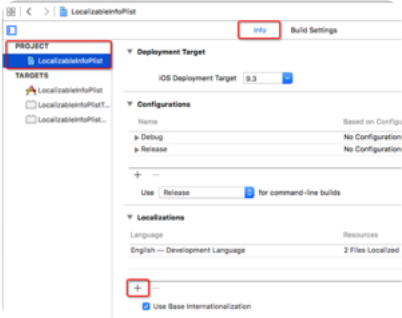 LocalizableInfoPlist
Info
Build Settings
PROJECT
LocalizableInfoPlist
TARGETS
LocalizableInfoPlist
LocalizableInfoPlistT...
LocalizableInfoPlist...
Deployment Target
iOS Deployment Target 9.3
Configurations
Name Based on Configu
Debug No Configuration
Release No Configuration
+ −
Use Release for command-line builds
Localizations
Language Resources
English — Development Language 2 Files Localized
+ −
Use Base Internationalization